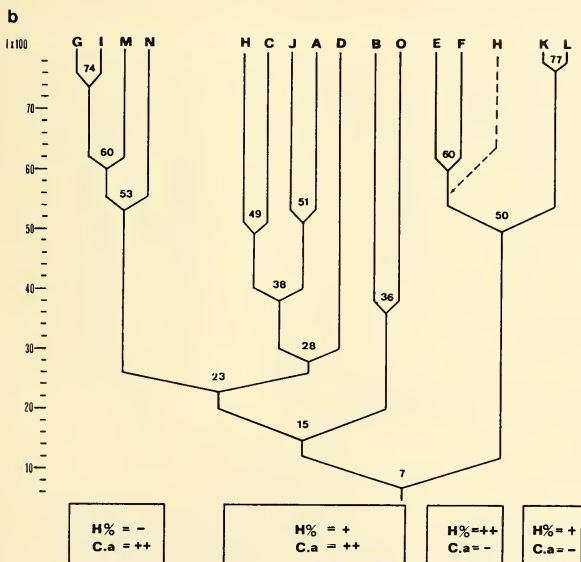 b
1x100
G I M N H C J A D B O E F H K L
74
77
70
60
60
60
53
50
49
51
50
40
38
36
30
28
23
20
15
10
7
H% = -
C.a = ++
H% = +
C.a = ++
H%=++
C.a= -
H%= +
C.a= -